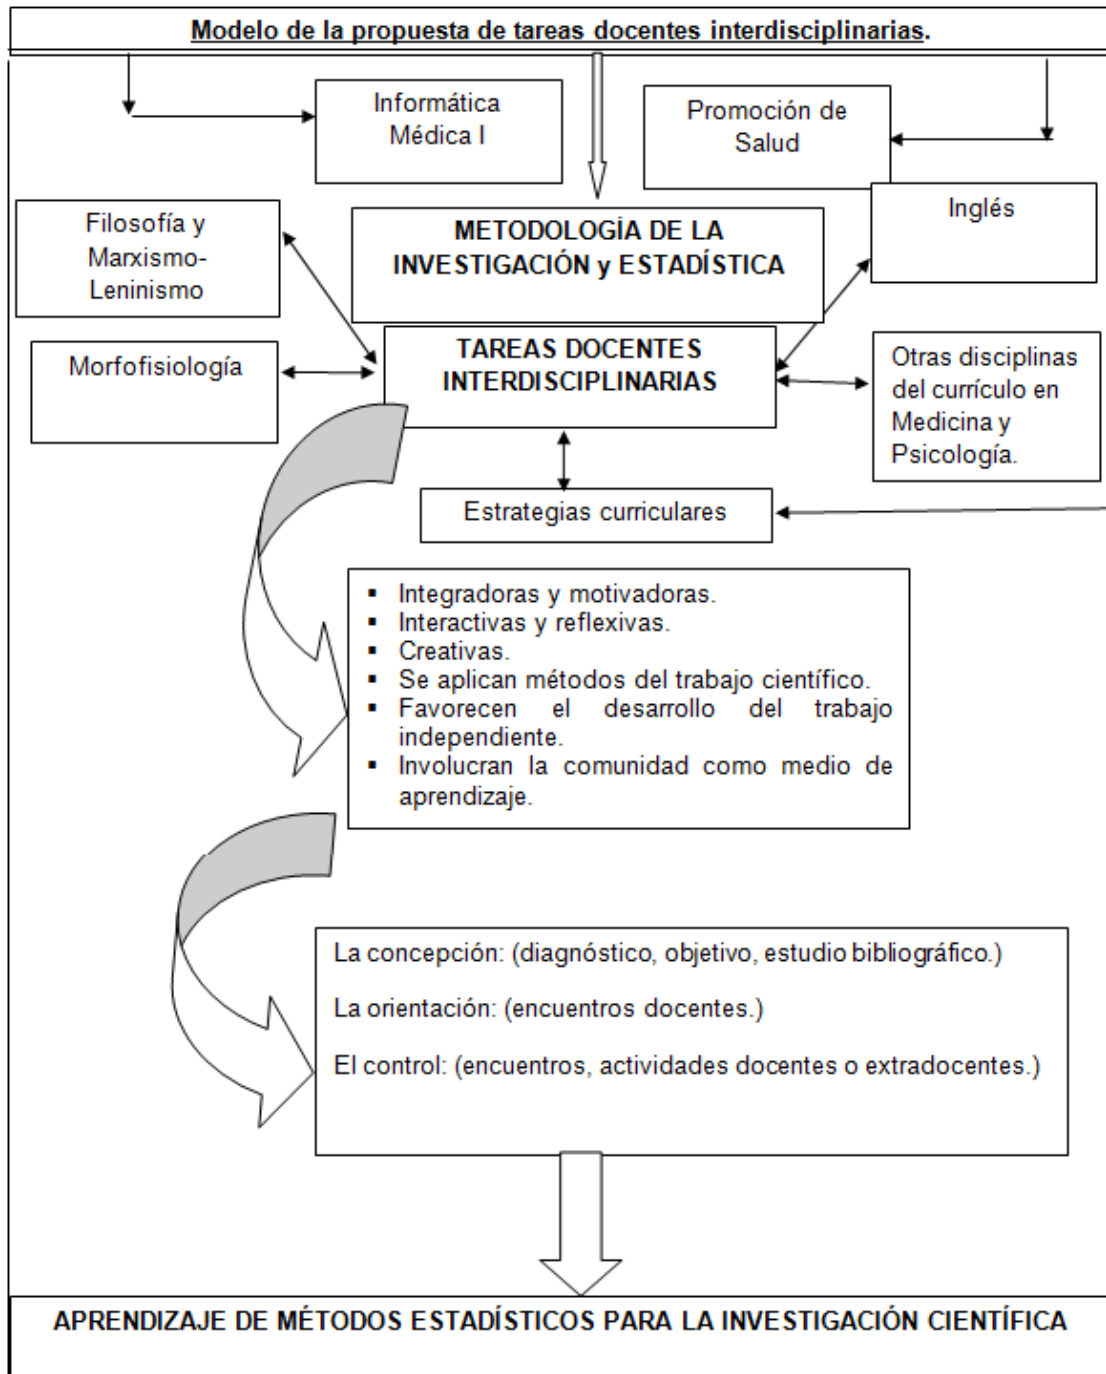 Modelo de la propuesta de tareas docentes interdisciplinarias.
Informática
Médica I
Promoción de
Salud
Inglés
Filosofía y
Marxismo-
Leninismo
METODOLOGÍA DE LA
INVESTIGACIÓN y ESTADÍSTICA
Morfofisiología
TAREAS DOCENTES
INTERDISCIPLINARIAS
Otras disciplinas
del currículo en
Medicina y
Psicología.
Estrategias curriculares
▪ Integradoras y motivadoras.
▪ Interactivas y reflexivas.
▪ Creativas.
▪ Se aplican métodos del trabajo científico.
▪ Favorecen el desarrollo del trabajo
independiente.
▪ Involucran la comunidad como medio de
aprendizaje.
La concepción: (diagnóstico, objetivo, estudio bibliográfico.)
La orientación: (encuentros docentes.)
El control: (encuentros, actividades docentes o extradocentes.)
APRENDIZAJE DE MÉTODOS ESTADÍSTICOS PARA LA INVESTIGACIÓN CIENTÍFICA